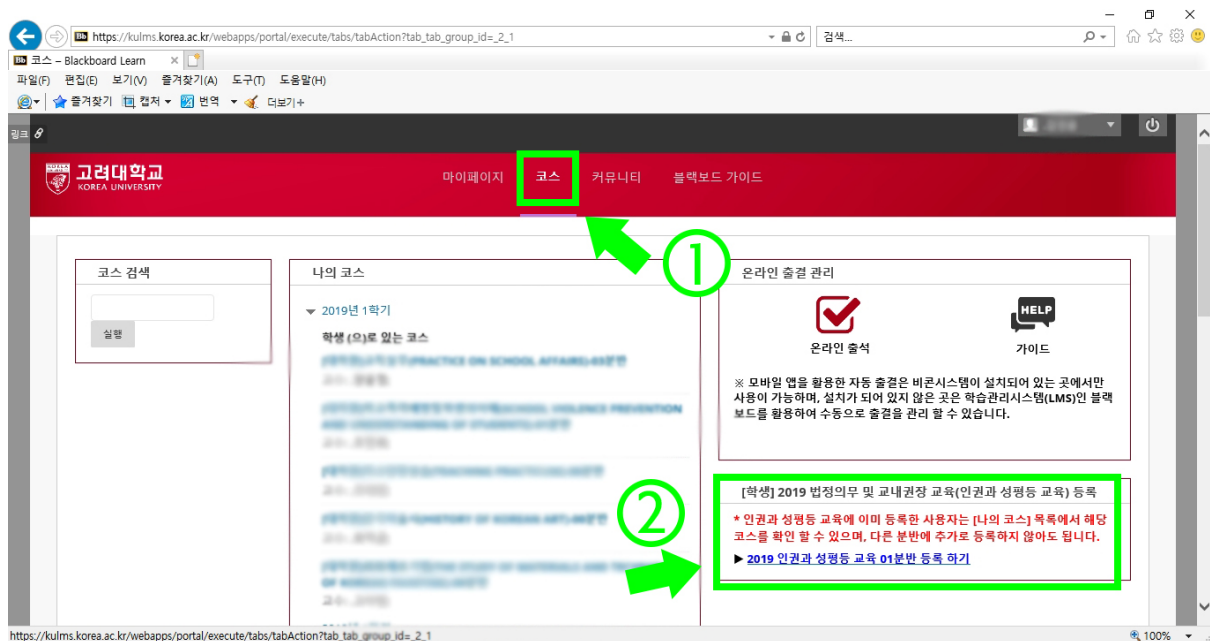 https://kulms.korea.ac.kr/webapps/portal/execute/tabs/tabAction?tab_tab_group_id=_2_1
검색...
코스 – Blackboard Learn
파일(F) 편집(E) 보기(V) 즐겨찾기(A) 도구(T) 도움말(H)
즐겨찾기 캡처 번역 더보기+
링크
고려대학교
KOREA UNIVERSITY
마이페이지 코스 커뮤니티 블랙보드 가이드
①
코스 검색
실행
나의 코스
2019년 1학기
학생 (으)로 있는 코스
(PRACTICE ON SCHOOL AFFAIRS)-03분반
온라인 출결 관리
HELP
온라인 출석 가이드
※ 모바일 앱을 활용한 자동 출결은 비콘시스템이 설치되어 있는 곳에서만
사용이 가능하며, 설치가 되어 있지 않은 곳은 학습관리시스템(LMS)인 블랙
보드를 활용하여 수동으로 출결을 관리 할 수 있습니다.
②
[학생] 2019 법정의무 및 교내권장 교육(인권과 성평등 교육) 등록
* 인권과 성평등 교육에 이미 등록한 사용자는 [나의 코스] 목록에서 해당
코스를 확인 할 수 있으며, 다른 분반에 추가로 등록하지 않아도 됩니다.
▶ 2019 인권과 성평등 교육 01분반 등록 하기
https://kulms.korea.ac.kr/webapps/portal/execute/tabs/tabAction?tab_tab_group_id=_2_1
100%